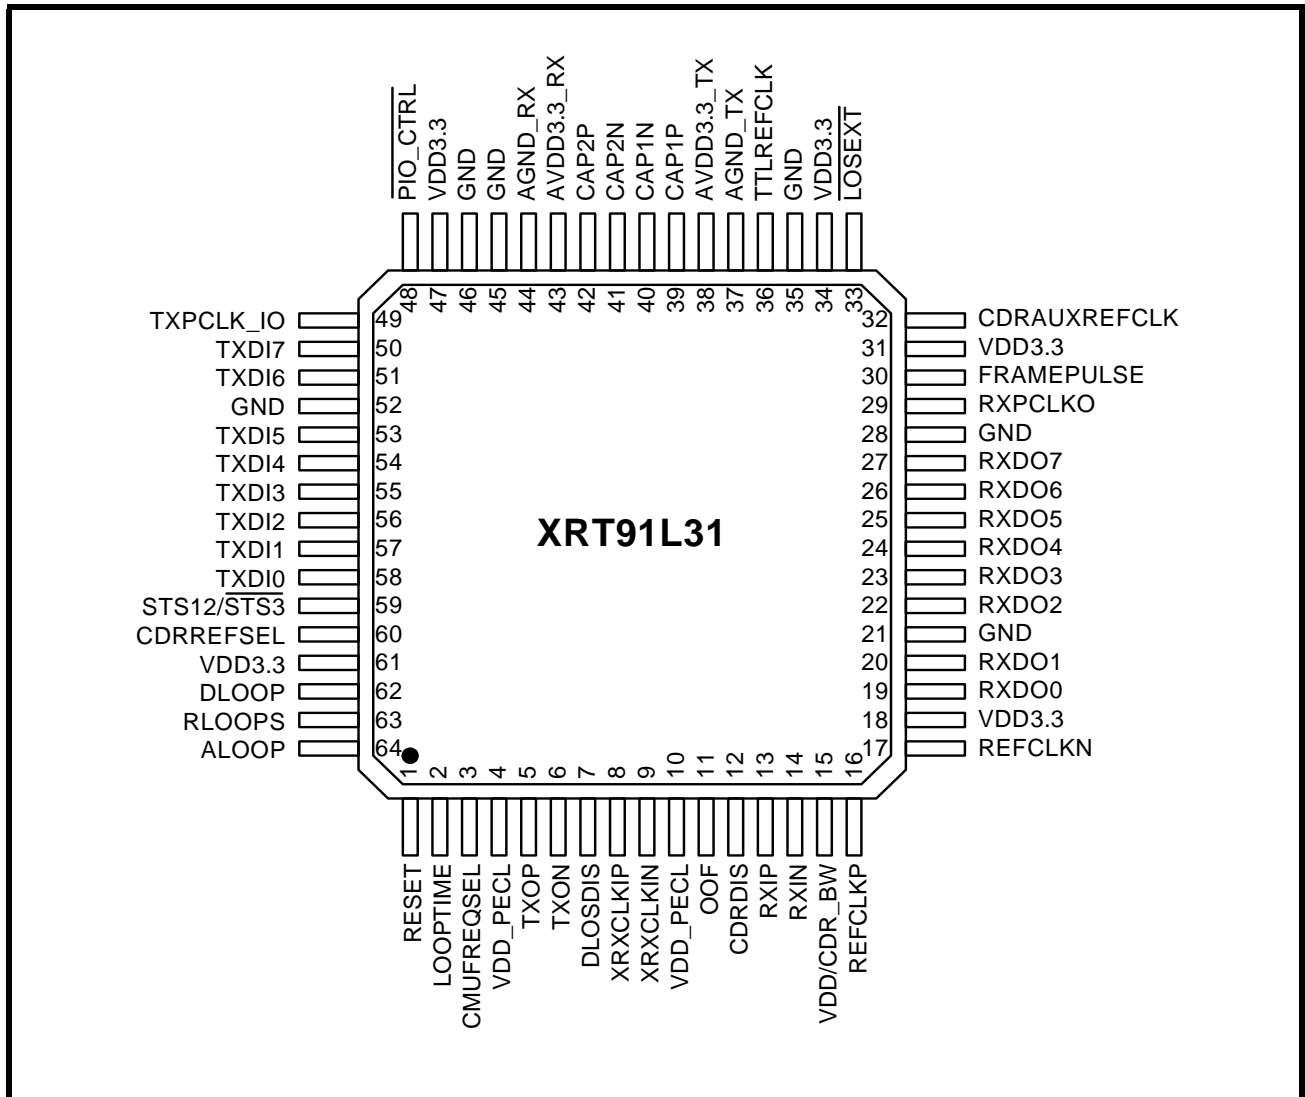 PIO_CTRL
VDD3.3
GND
GND
AGND_RX
AVDD3.3_RX
CAP2P
CAP2N
CAP1N
CAP1P
AVDD3.3_TX
AGND_TX
TTLREFCLK
GND
VDD3.3
LOSEXT
48
47
46
45
44
43
42
41
40
39
38
37
36
35
34
33
TXPCLK_IO 49
TXDI7 50
TXDI6 51
GND 52
TXDI5 53
TXDI4 54
TXDI3 55
TXDI2 56
TXDI1 57
TXDI0 58
STS12/STS3 59
CDRREFSEL 60
VDD3.3 61
DLOOP 62
RLOOPS 63
ALOOP 64
XRT91L31
32 CDRAUXREFCLK
31 VDD3.3
30 FRAMEPULSE
29 RXPCLKO
28 GND
27 RXDO7
26 RXDO6
25 RXDO5
24 RXDO4
23 RXDO3
22 RXDO2
21 GND
20 RXDO1
19 RXDO0
18 VDD3.3
17 REFCLKN
1
2
3
4
5
6
7
8
9
10
11
12
13
14
15
16
RESET
LOOPTIME
CMUFREQSEL
VDD_PECL
TXOP
TXON
DLOSDIS
XRXCLKIP
XRXCLKIN
VDD_PECL
OOF
CDRDIS
RXIP
RXIN
VDD/CDR_BW
REFCLKP